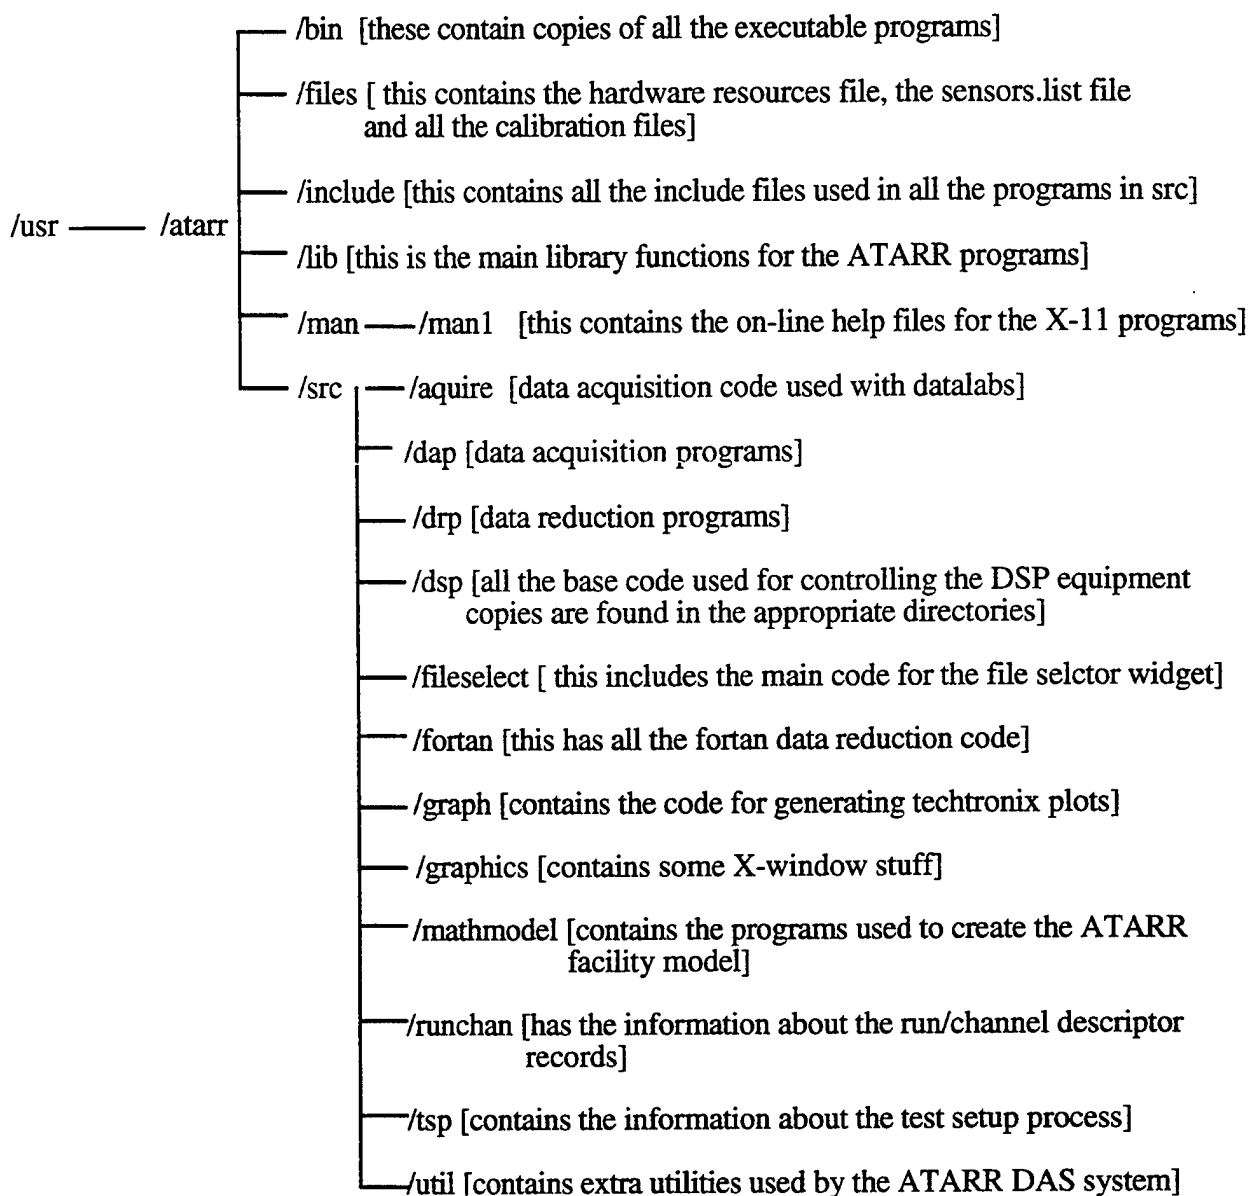 /bin [these contain copies of all the executable programs]
/files [ this contains the hardware resources file, the sensors.list file
and all the calibration files]
/include [this contains all the include files used in all the programs in src]
/usr /atarr
/lib [this is the main library functions for the ATARR programs]
/man /man1 [this contains the on-line help files for the X-11 programs]
/src /aquire [data acquisition code used with datalabs]
/dap [data acquisition programs]
/drp [data reduction programs]
/dsp [all the base code used for controlling the DSP equipment
copies are found in the appropriate directories]
/fileselect [ this includes the main code for the file selctor widget]
/fortan [this has all the fortan data reduction code]
/graph [contains the code for generating techtronix plots]
/graphics [contains some X-window stuff]
/mathmodel [contains the programs used to create the ATARR
facility model]
/runchan [has the information about the run/channel descriptor
records]
/tsp [contains the information about the test setup process]
/util [contains extra utilities used by the ATARR DAS system]